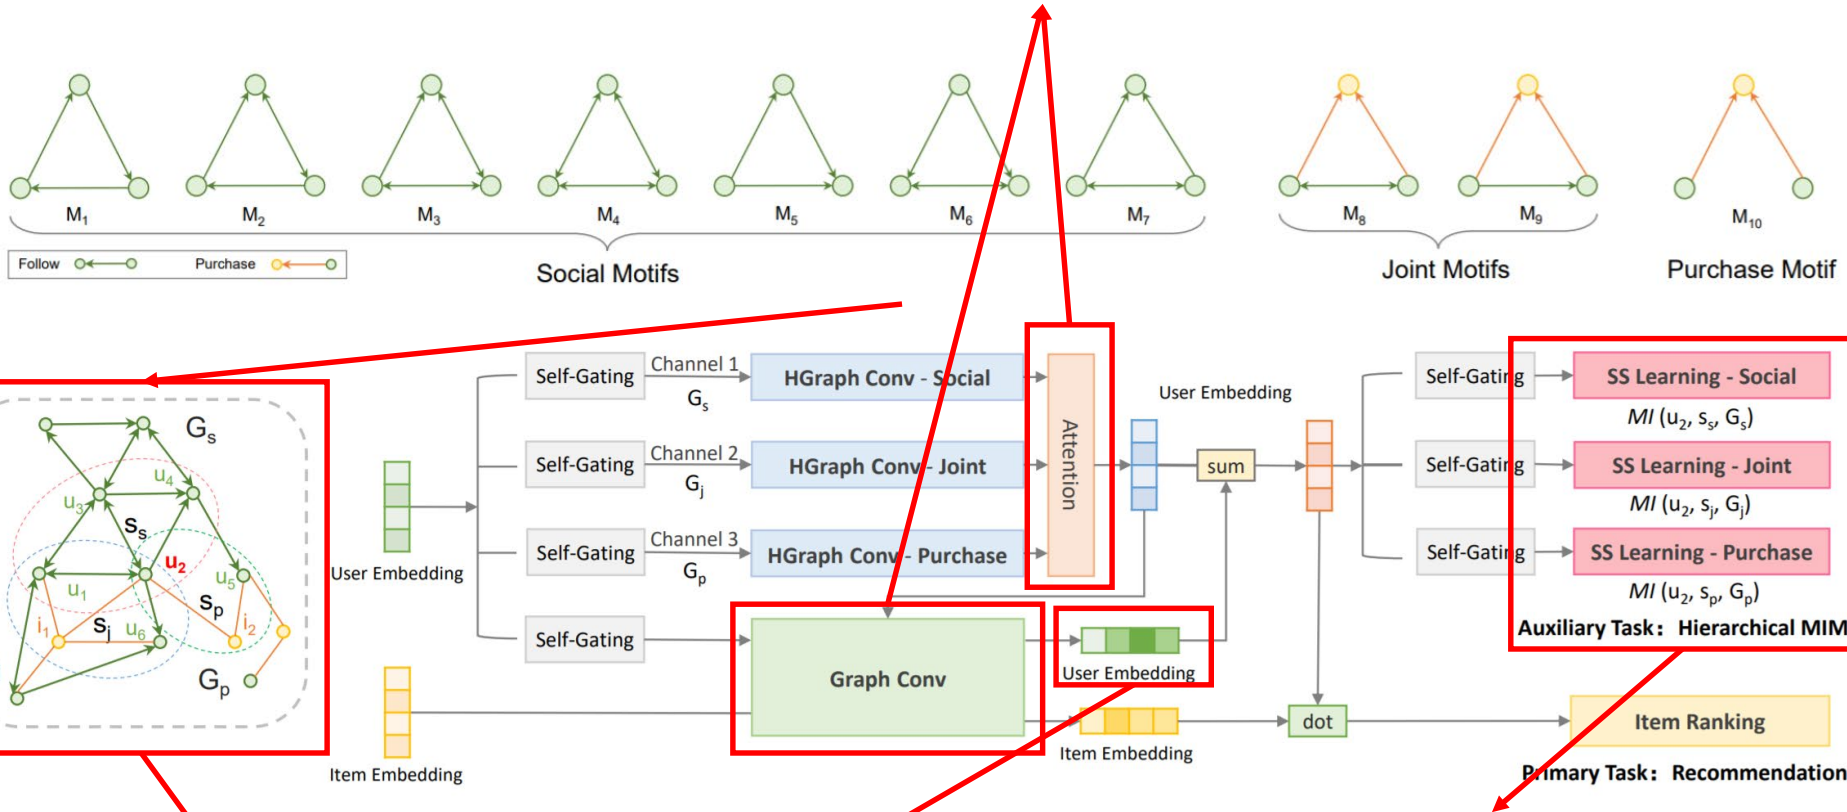 M1 M2 M3 M4 M5 M6 M7 M8 M9 M10
Follow Purchase
Social Motifs Joint Motifs Purchase Motif
Gs
u4
u3
Ss
u2
u1
u5
Sp
i1
Sj
u6
i2
Gp
User Embedding
Item Embedding
Self-Gating
Channel 1
Gs
HGraph Conv - Social
Self-Gating
Channel 2
Gj
HGraph Conv - Joint
Self-Gating
Channel 3
Gp
HGraph Conv - Purchase
Self-Gating
Graph Conv
Attention
User Embedding
Item Embedding
User Embedding
sum
dot
Self-Gating
SS Learning - Social
MI (u2, ss, Gs)
Self-Gating
SS Learning - Joint
MI (u2, sj, Gj)
Self-Gating
SS Learning - Purchase
MI (u2, sp, Gp)
Auxiliary Task: Hierarchical MIM
Item Ranking
Primary Task: Recommendation